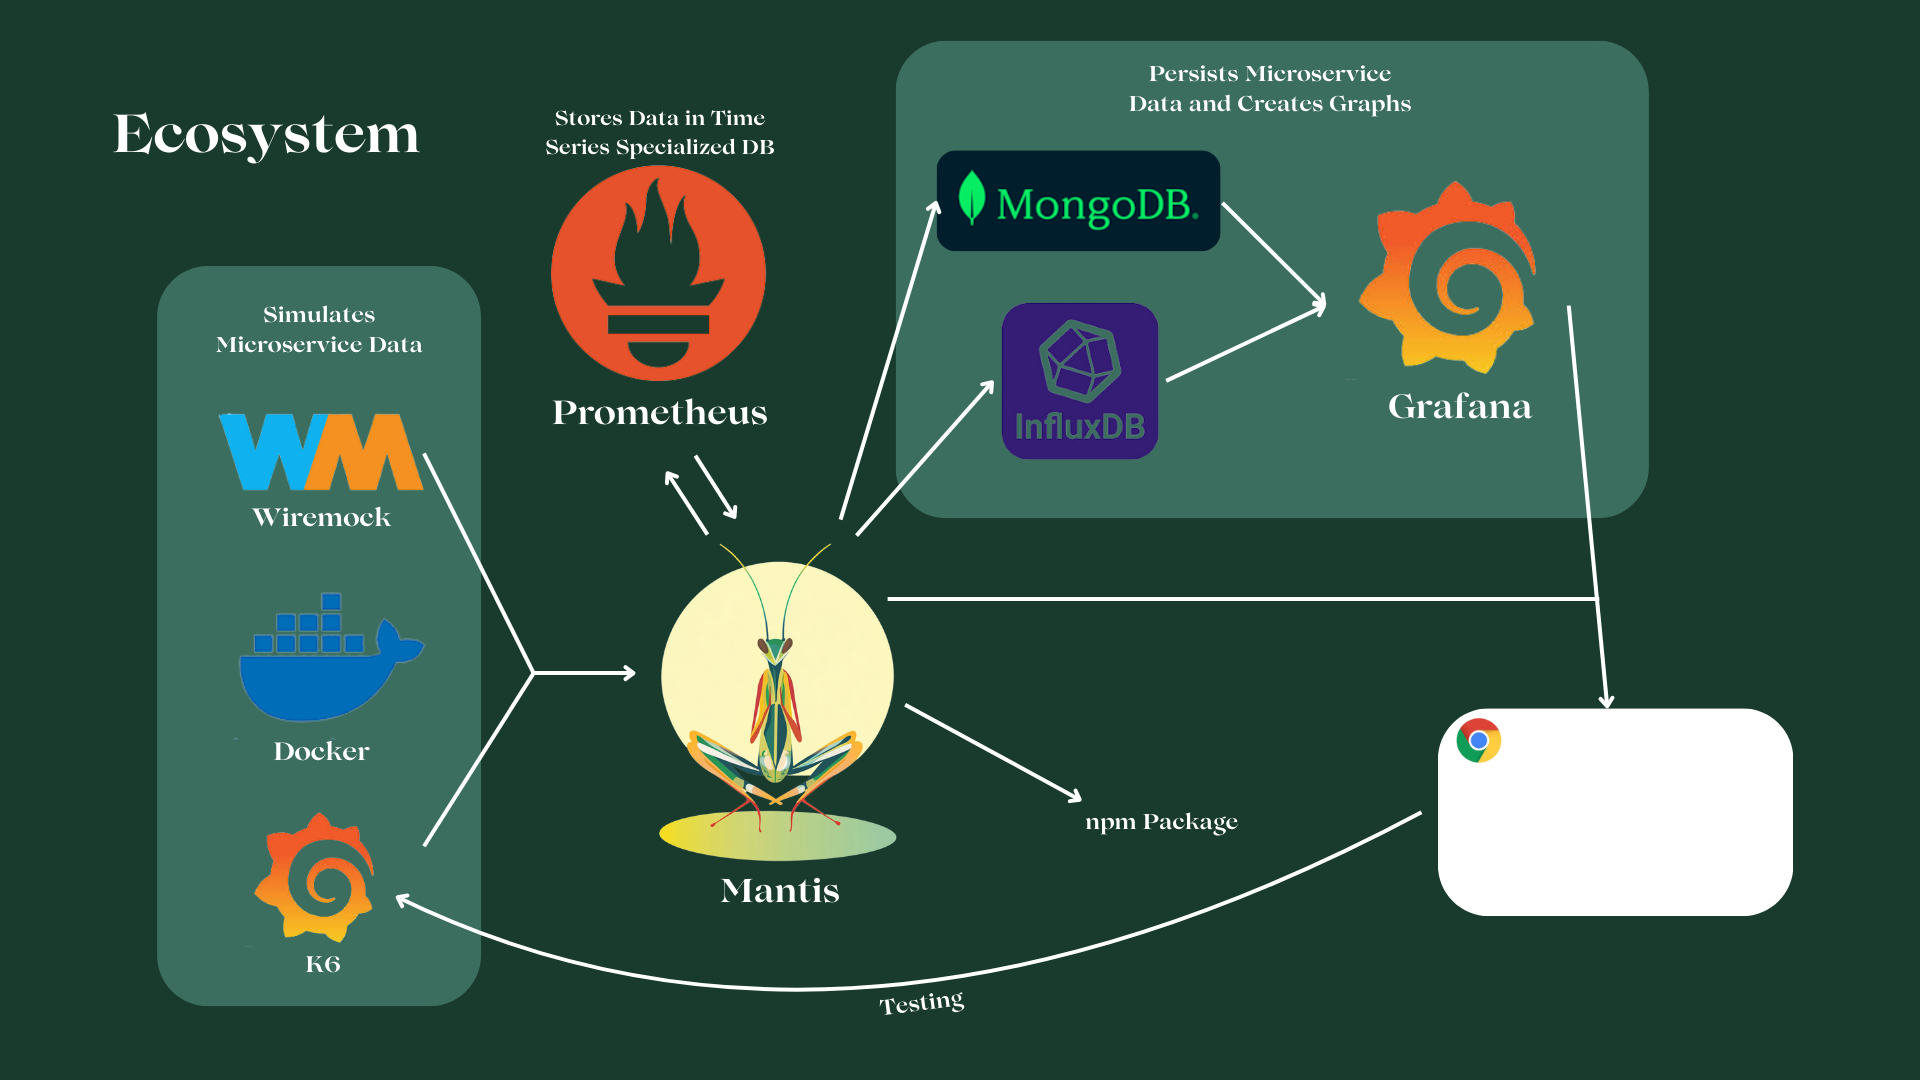 Ecosystem
Stores Data in Time
Series Specialized DB
Prometheus
Persists Microservice
Data and Creates Graphs
MongoDB.
InfluxDB
Grafana
Simulates
Microservice Data
WM
Wiremock
Docker
K6
Mantis
npm Package
Testing